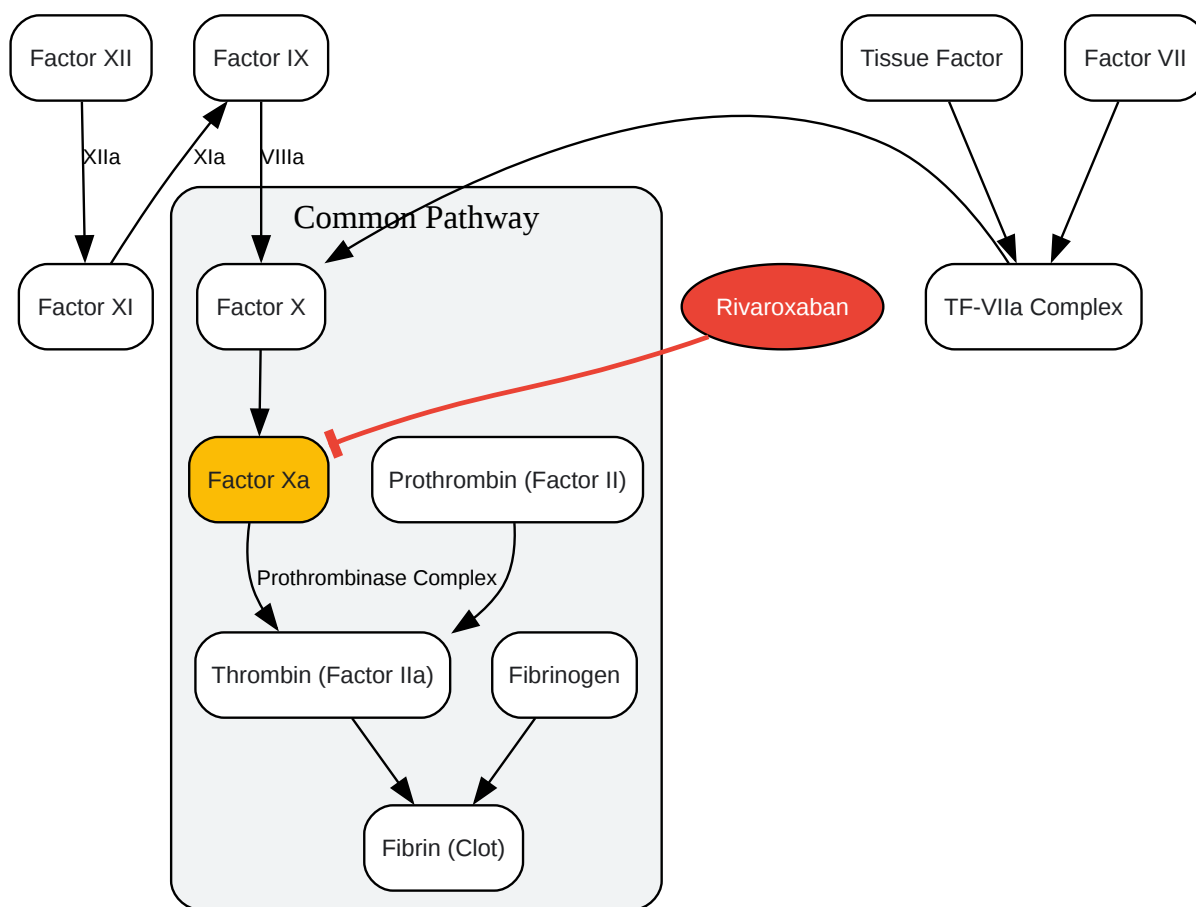 Factor XII
Factor IX
Tissue Factor
Factor VII
XIIa
XIa
VIIIa
Common Pathway
Factor XI
Factor X
Rivaroxaban
TF-VIIa Complex
Factor Xa
Prothrombin (Factor II)
Prothrombinase Complex
Thrombin (Factor IIa)
Fibrinogen
Fibrin (Clot)